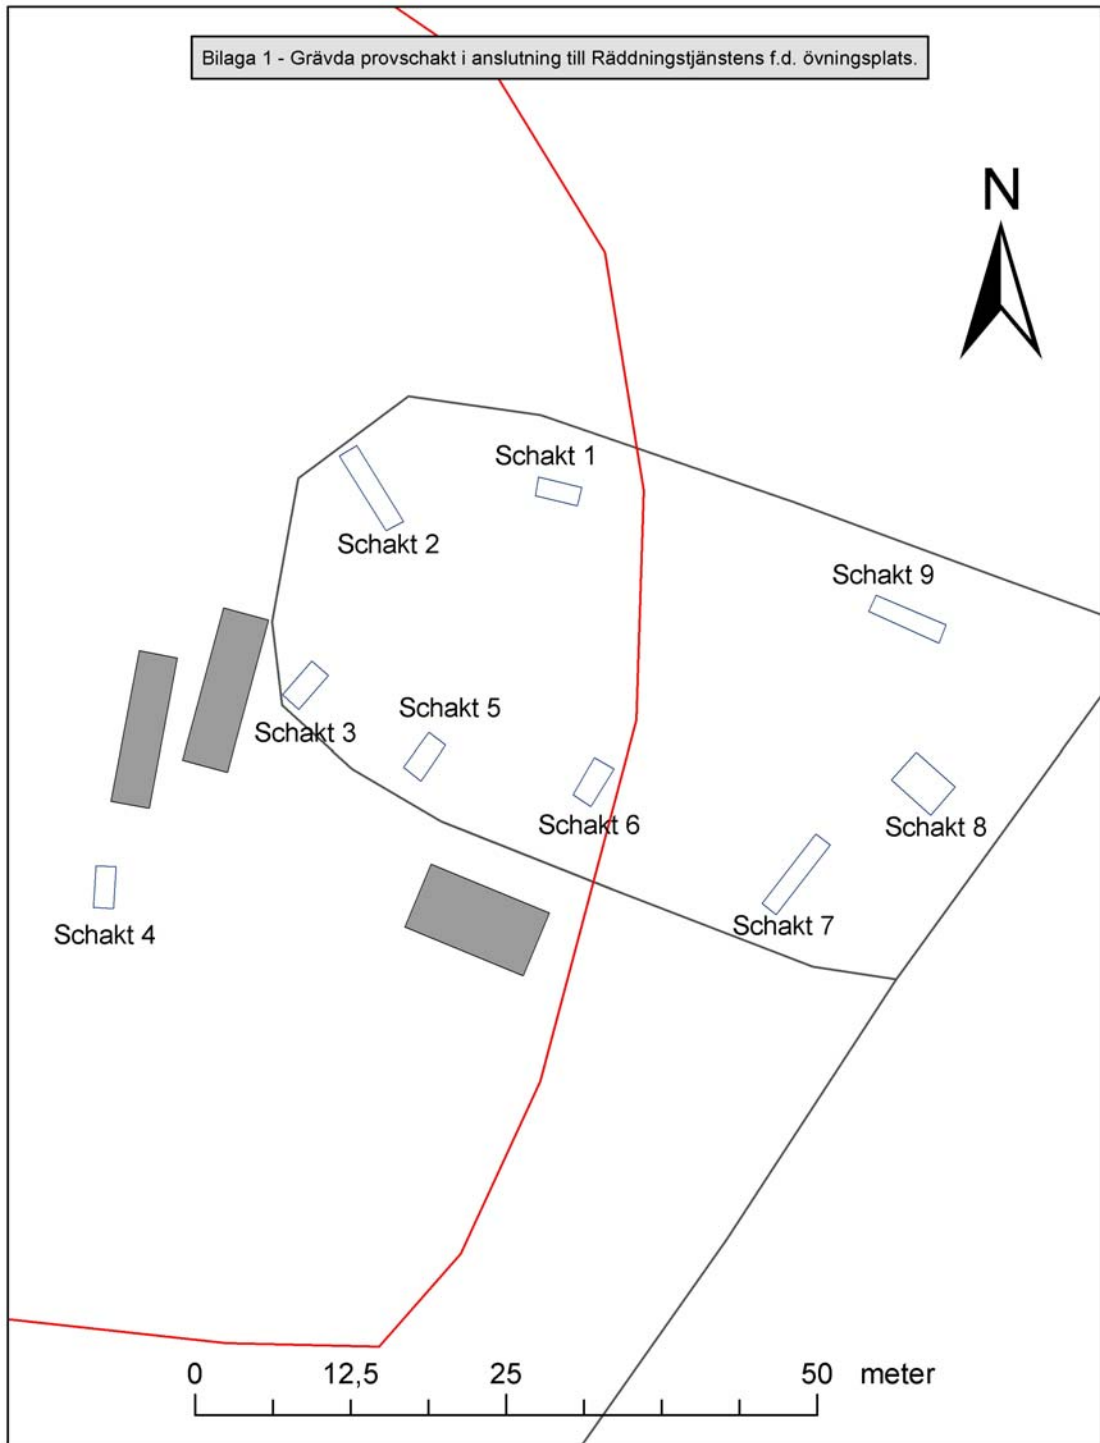 Bilaga 1 - Grävda provschakt i anslutning till Räddningstjänstens f.d. övningsplats.
N
Schakt 1
Schakt 2
Schakt 9
Schakt 3
Schakt 5
Schakt 6
Schakt 8
Schakt 7
Schakt 4
0 12,5 25 50 meter